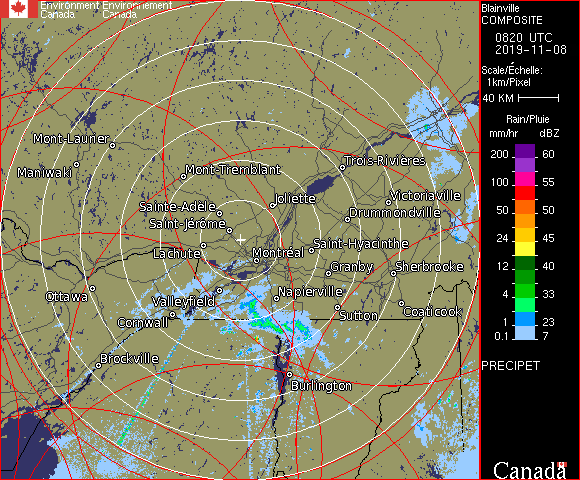 Environment Environnement
Canada Canada
Blainville
COMPOSITE
0820 UTC
2019-11-08
Scale/Échelle:
1km/Pixel
40 KM
Rain/Pluie
mm/hr dBZ
200 60
100 55
50 50
24 45
12 40
4 33
1 23
0.1 7
PRECIPET
Canada
Mont-Laurier
Maniwaki
Mont-Tremblant
Trois-Rivières
Joliette
Victoriaville
Sainte-Adèle
Drummondville
Saint-Jérôme
Saint-Hyacinthe
Lachute
Montréal
Granby
Sherbrooke
Ottawa
Valleyfield
Napierville
Cornwall
Sutton
Coaticook
Brockville
Burlington